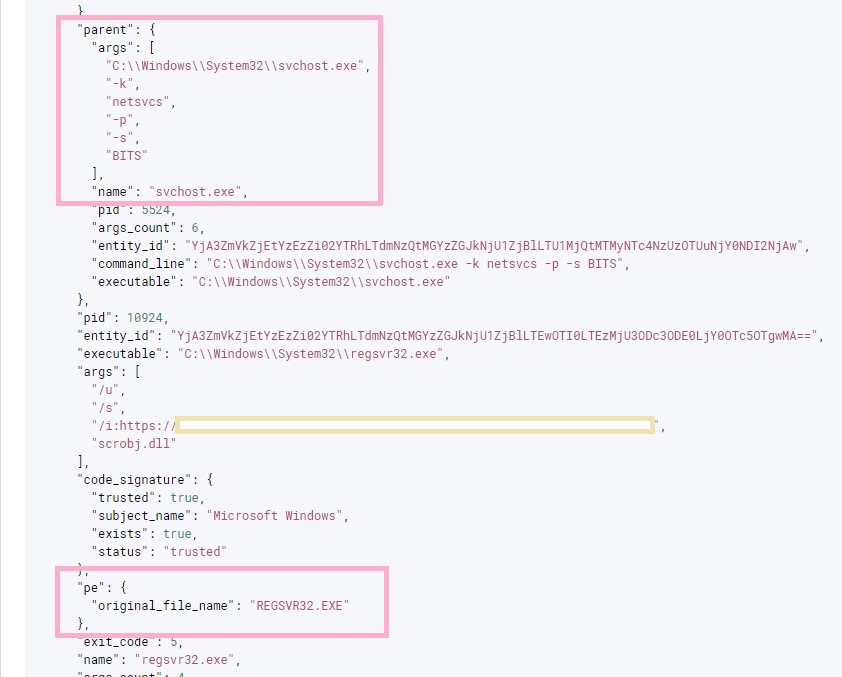 }
"parent": {
"args": [
"C:\\Windows\\System32\\svchost.exe",
"-k",
"netsvcs",
"-p",
"-s",
"BITS"
],
"name": "svchost.exe",
"pid": 5524,
"args_count": 6,
"entity_id": "YjA3ZmVkZjEtYzEzZi02YTRhLTdmNzQtMGYzZGJkNjU1ZjBlLTU1MjQtMTMyNTc4NzUzOTUuNjY0NDI2NjAw",
"command_line": "C:\\Windows\\System32\\svchost.exe -k netsvcs -p -s BITS",
"executable": "C:\\Windows\\System32\\svchost.exe"
},
"pid": 10924,
"entity_id": "YjA3ZmVkZjEtYzEzZi02YTRhLTdmNzQtMGYzZGJkNjU1ZjBlLTEwOTI0LTEzMjU3ODc3ODE0LjY0OTc5OTgwMA==",
"executable": "C:\\Windows\\System32\\regsvr32.exe",
"args": [
"/u",
"/s",
"/i:https://",
"scrobj.dll"
],
"code_signature": {
"trusted": true,
"subject_name": "Microsoft Windows",
"exists": true,
"status": "trusted"
},
"pe": {
"original_file_name": "REGSVR32.EXE"
},
"exit_code": 5,
"name": "regsvr32.exe",
"args_count": 4